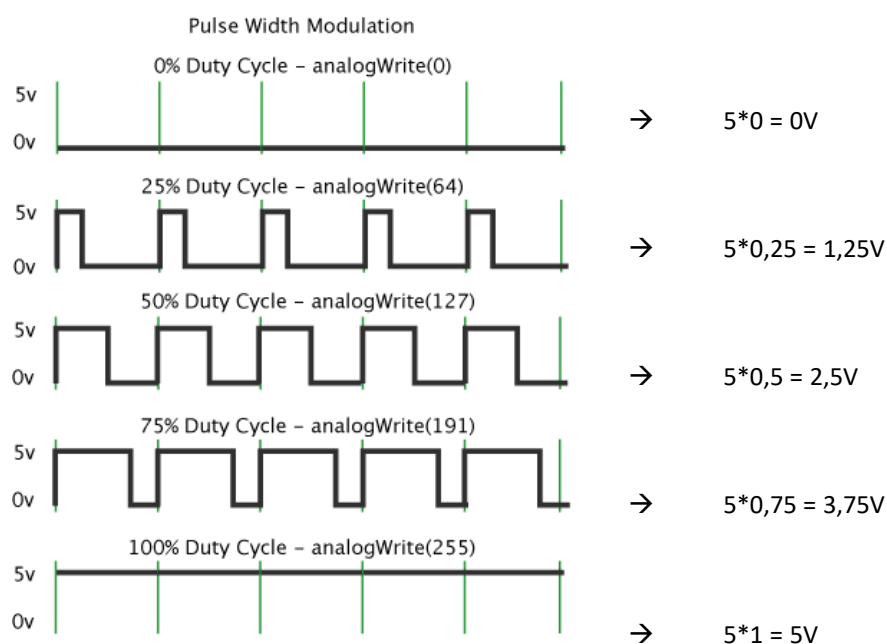 Pulse Width Modulation
0% Duty Cycle – analogWrite(0)
5v
0v
→ 5*0 = 0V
25% Duty Cycle – analogWrite(64)
5v
0v
→ 5*0,25 = 1,25V
50% Duty Cycle – analogWrite(127)
5v
0v
→ 5*0,5 = 2,5V
75% Duty Cycle – analogWrite(191)
5v
0v
→ 5*0,75 = 3,75V
100% Duty Cycle – analogWrite(255)
5v
0v
→ 5*1 = 5V